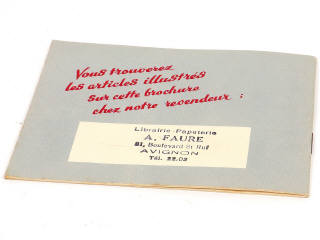 Vous trouverez
les articles illustrés
sur cette brochure
chez notre revendeur :
Librairie-Papeterie
A. FAURE
81, Boulevard St Ruf
AVIGNON
Tél. 22.02